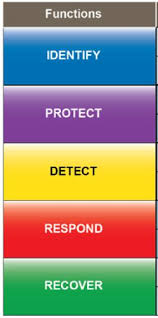 Functions
IDENTIFY
PROTECT
DETECT
RESPOND
RECOVER